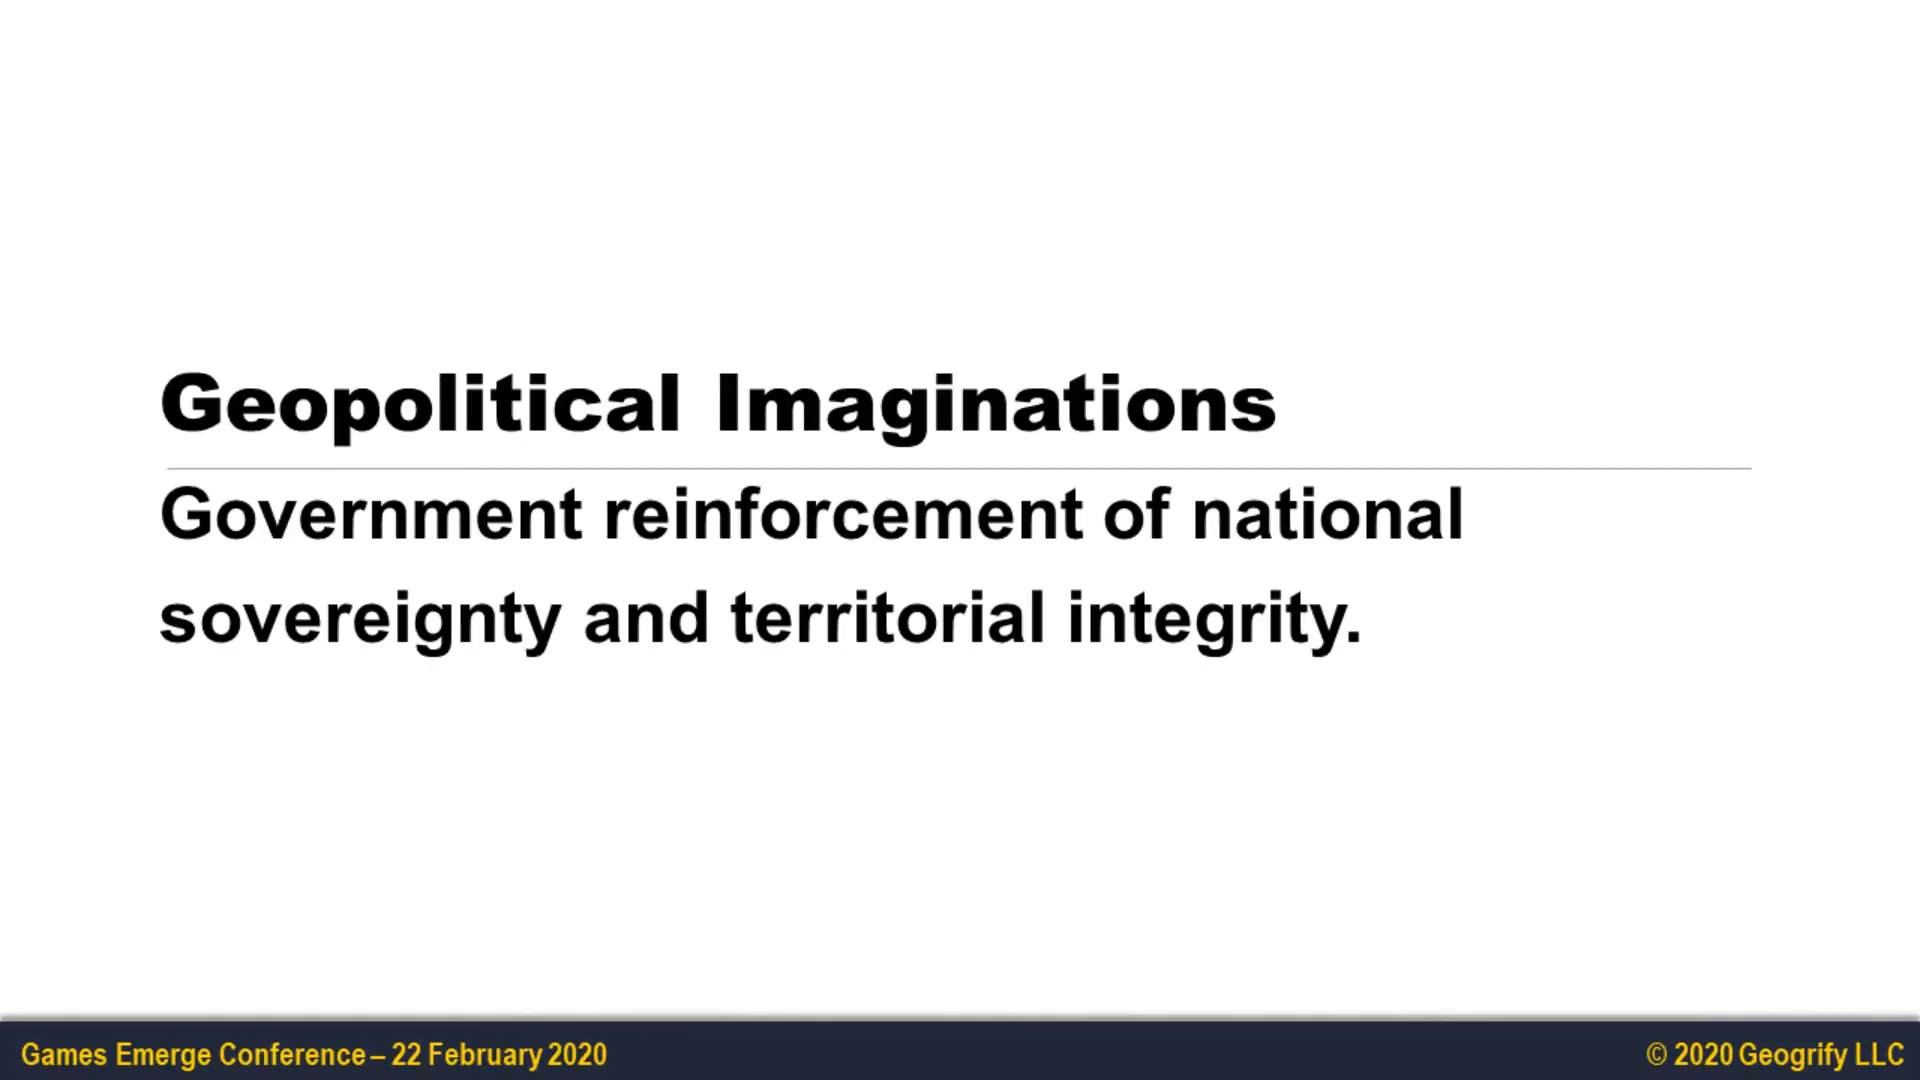 Geopolitical Imaginations
Government reinforcement of national
sovereignty and territorial integrity.
Games Emerge Conference – 22 February 2020
© 2020 Geogrify LLC